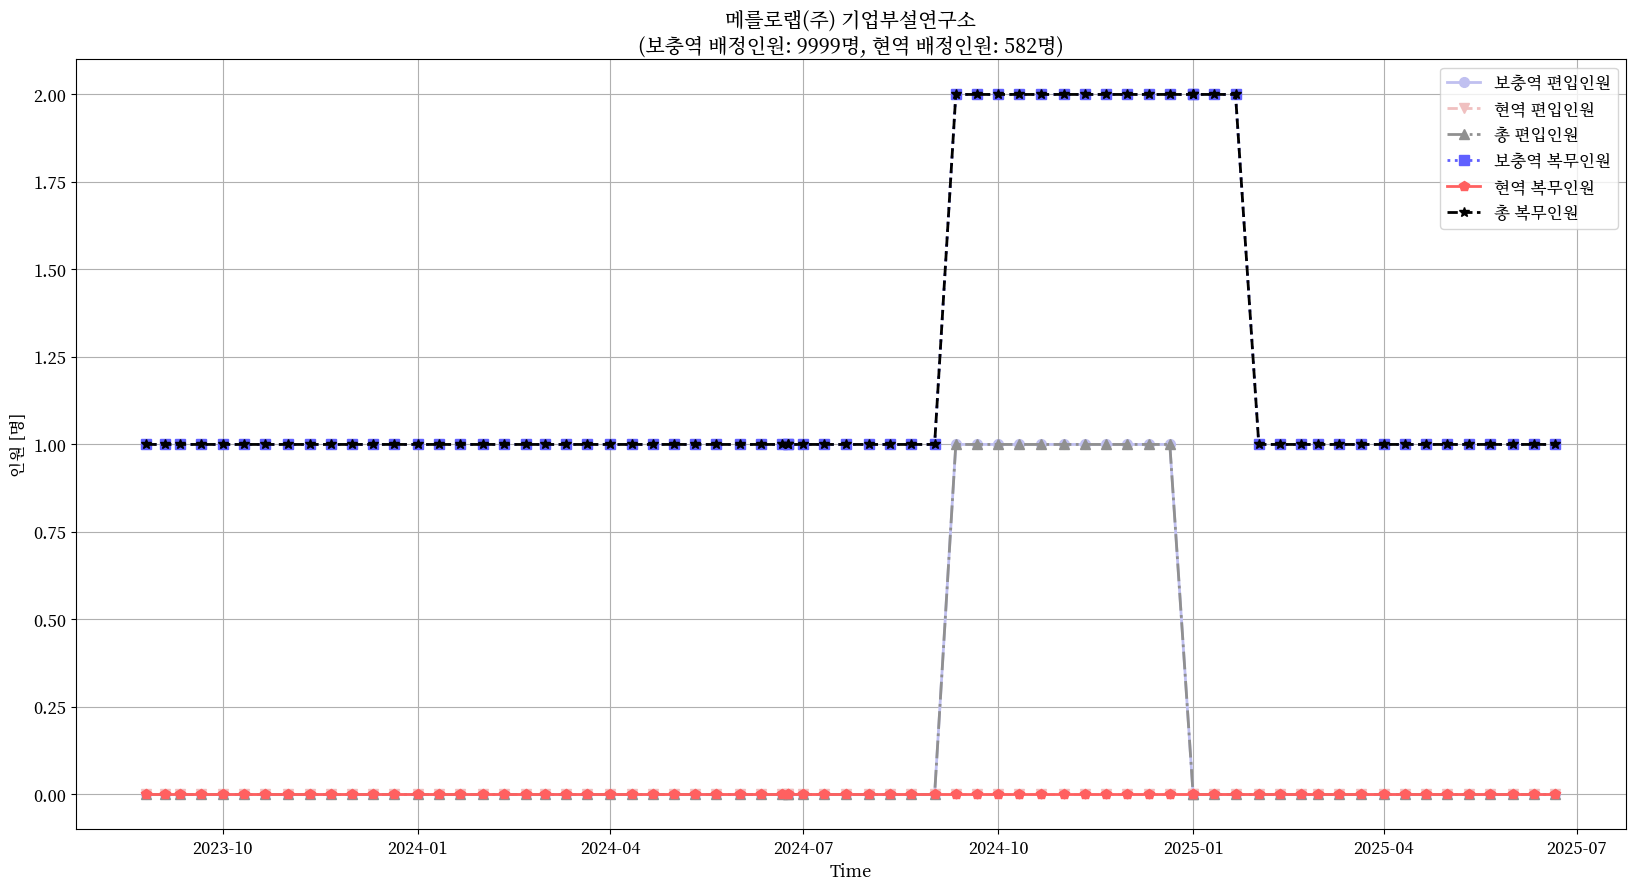 메를로랩(주) 기업부설연구소
(보충역 배정인원: 9999명, 현역 배정인원: 582명)
보충역 편입인원
현역 편입인원
총 편입인원
보충역 복무인원
현역 복무인원
총 복무인원
2.00
1.75
1.50
1.25
1.00
0.75
0.50
0.25
0.00
인원 [명]
2023-10
2024-01
2024-04
2024-07
2024-10
2025-01
2025-04
2025-07
Time